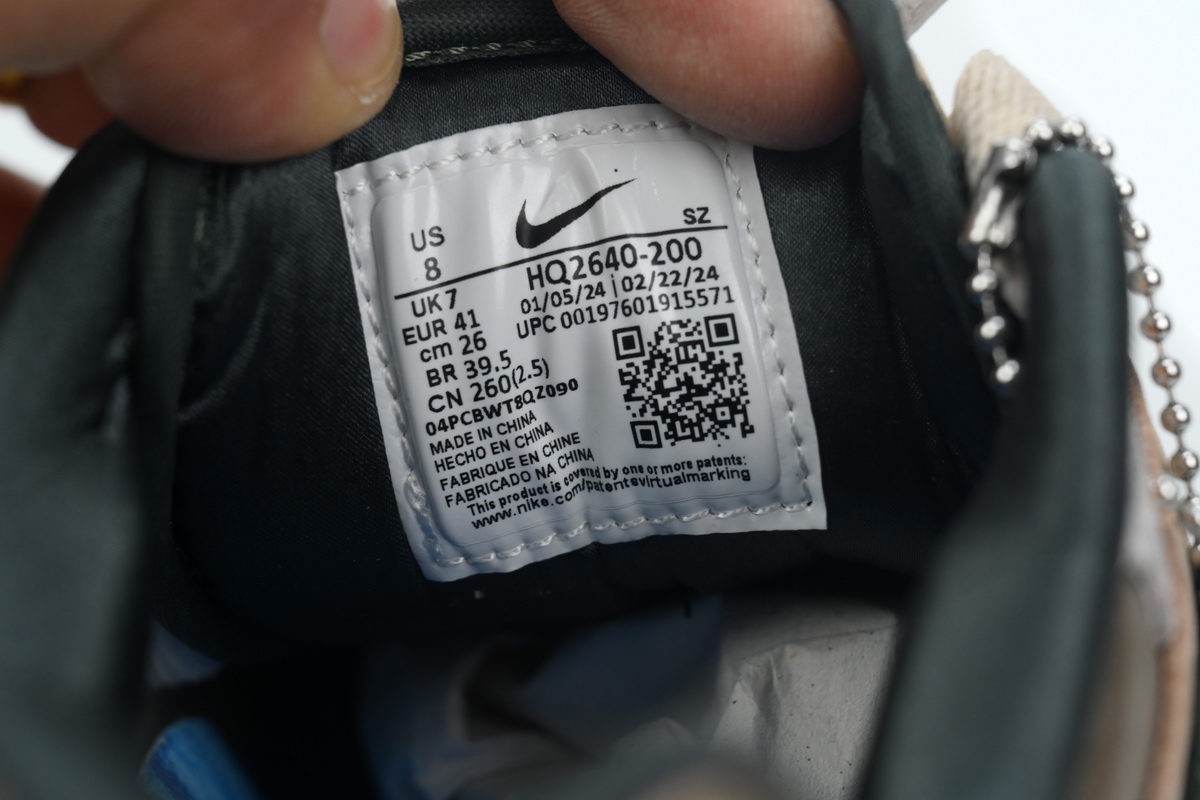 US
8
SZ
HQ2640-200
01/05/24 | 02/22/24
UPC 00197601915571
UK 7
EUR 41
cm 26
BR 39.5
CN 260(2.5)
04PCBWT8QZ090
MADE IN CHINA
HECHO EN CHINA
FABRIQUE EN CHINE
FABRICADO NA CHINA
This product is covered by one or more patents:
www.nike.com/patentsvirtualmarking